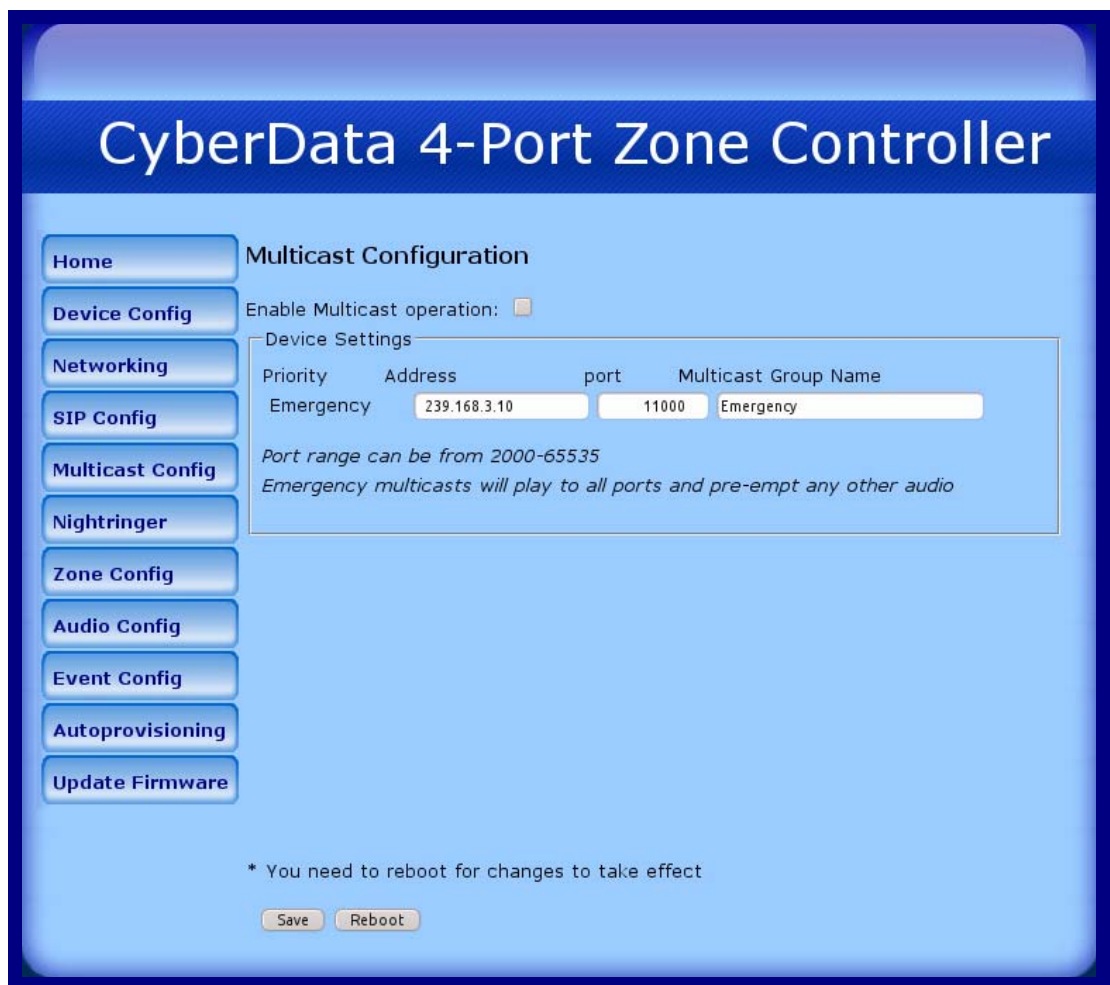 CyberData 4-Port Zone Controller
Home
Device Config
Networking
SIP Config
Multicast Config
Nightringer
Zone Config
Audio Config
Event Config
Autoprovisioning
Update Firmware
Multicast Configuration
Enable Multicast operation:
Device Settings
Priority Address port Multicast Group Name
Emergency 239.168.3.10 11000 Emergency
Port range can be from 2000-65535
Emergency multicasts will play to all ports and pre-empt any other audio
* You need to reboot for changes to take effect
Save Reboot